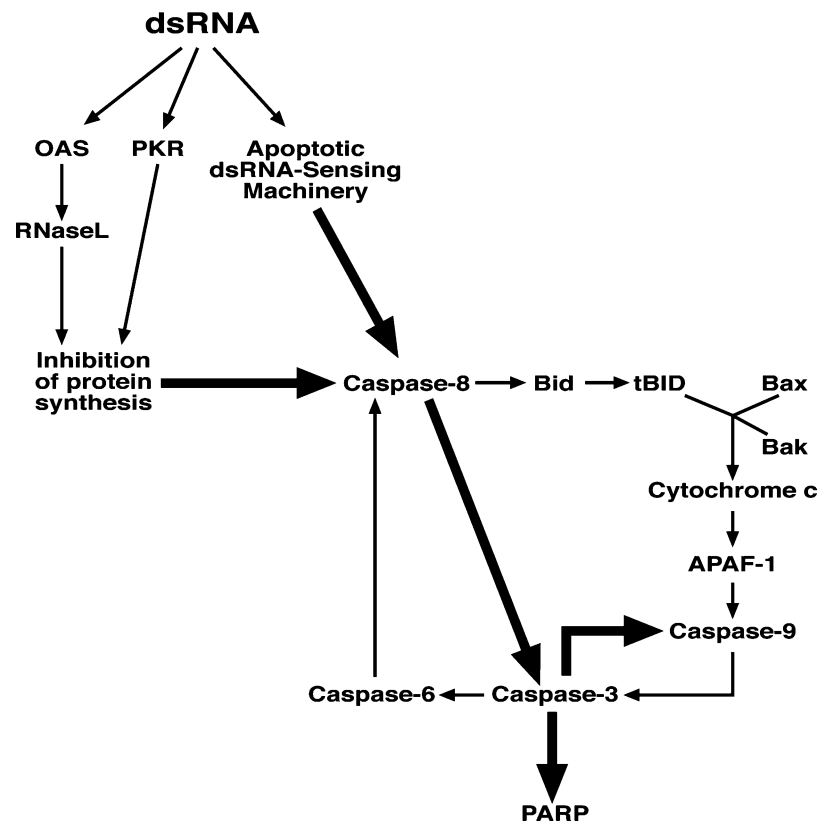 dsRNA
OAS
PKR
Apoptotic
dsRNA-Sensing
Machinery
RNaseL
Inhibition
of protein
synthesis
Caspase-8
Bid
tBID
Bax
Bak
Cytochrome c
APAF-1
Caspase-9
Caspase-6
Caspase-3
PARP